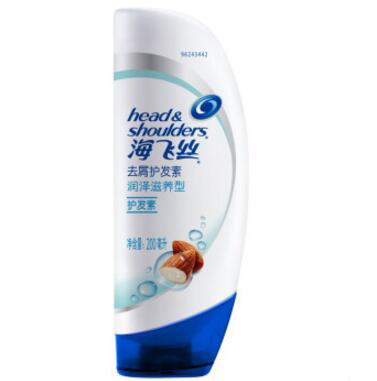 96243442
head&
shoulders®
海飞丝®
去屑护发素
润泽滋养型
护发素
净含量:200毫升